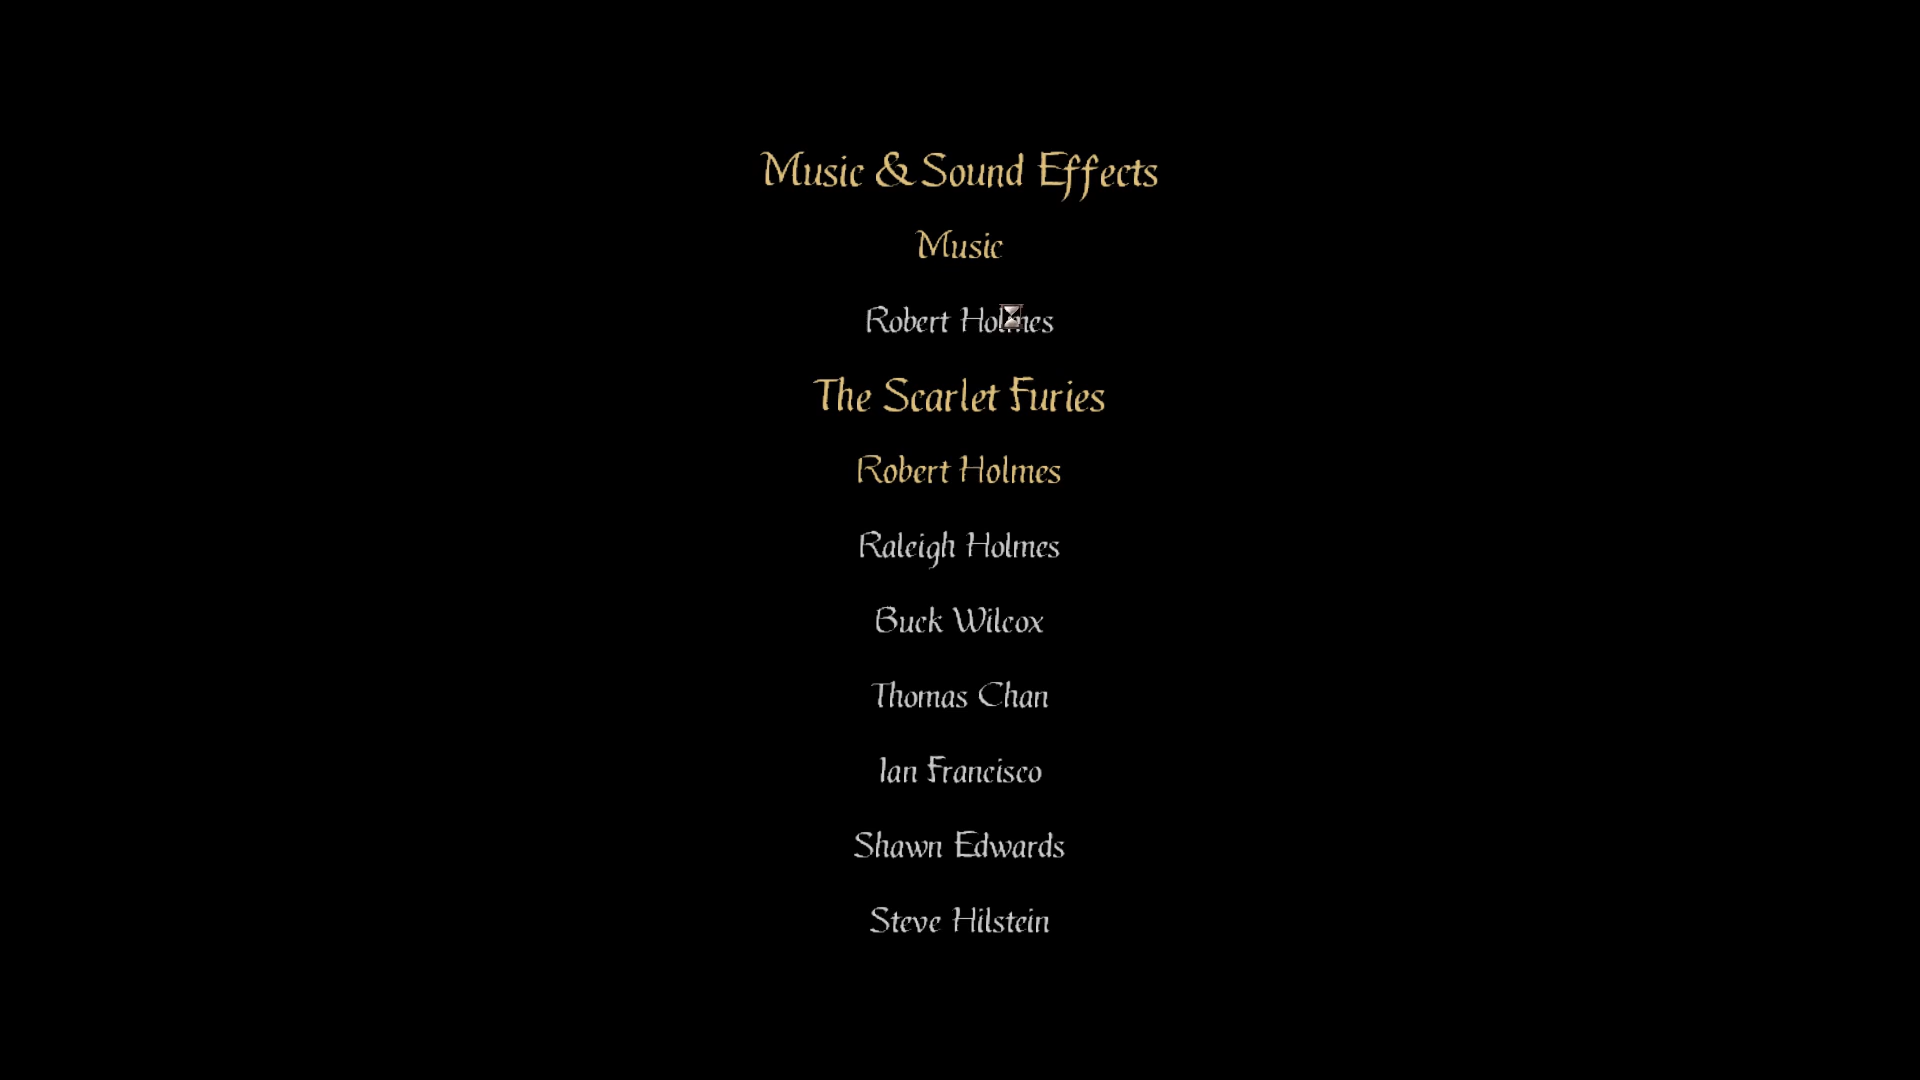 Music & Sound Effects
Music
Robert Holmes
The Scarlet Furies
Robert Holmes
Raleigh Holmes
Buck Wilcox
Thomas Chan
Ian Francisco
Shawn Edwards
Steve Hilstein